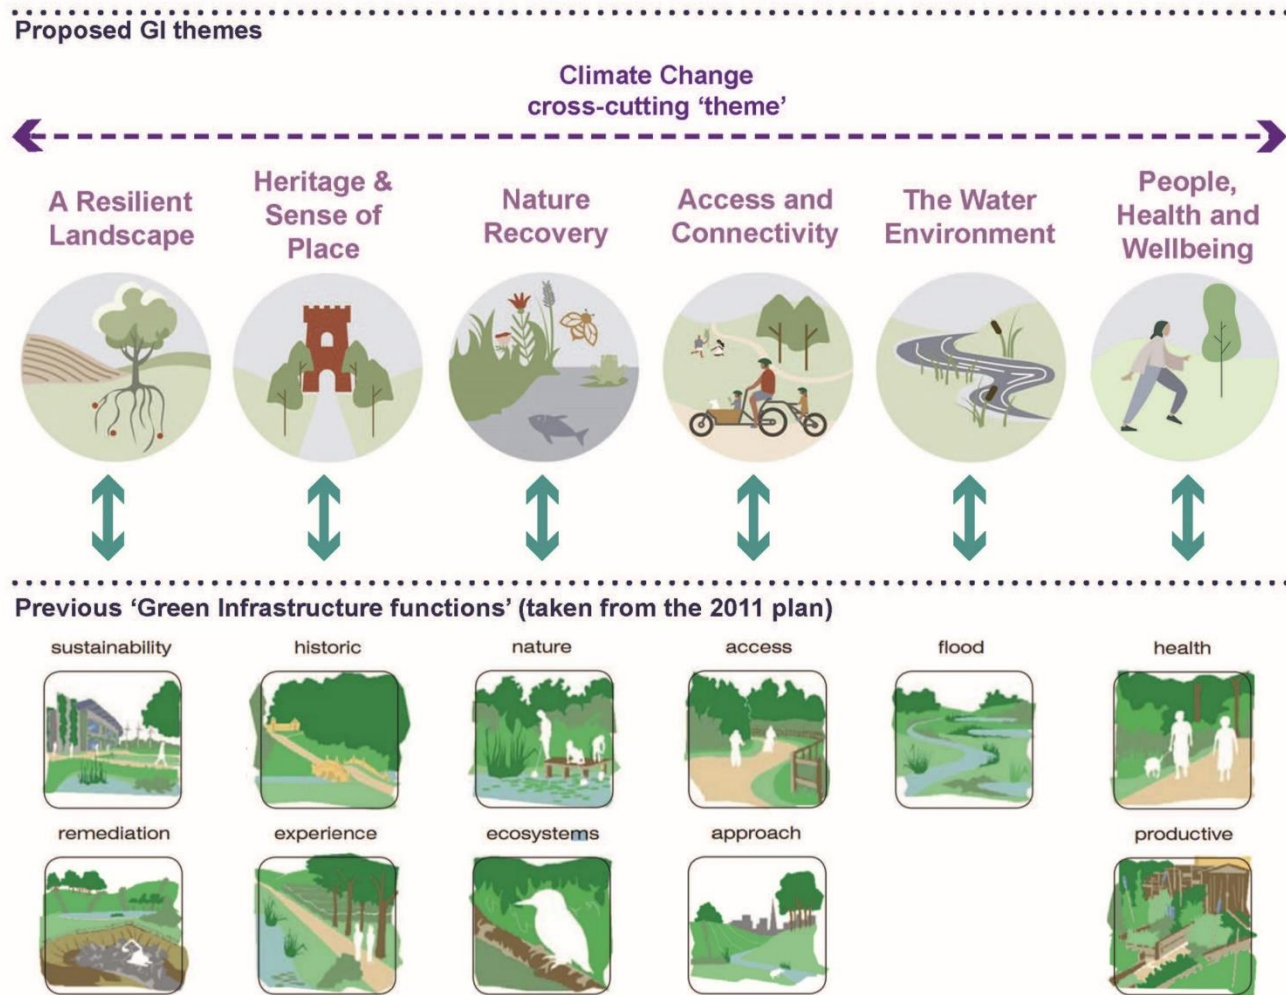 Proposed GI themes
Climate Change
cross-cutting ‘theme’
A Resilient
Landscape
Heritage &
Sense of
Place
Nature
Recovery
Access and
Connectivity
The Water
Environment
People,
Health and
Wellbeing
Previous ‘Green Infrastructure functions’ (taken from the 2011 plan)
sustainability
historic
nature
access
flood
health
remediation
experience
ecosystems
approach
productive